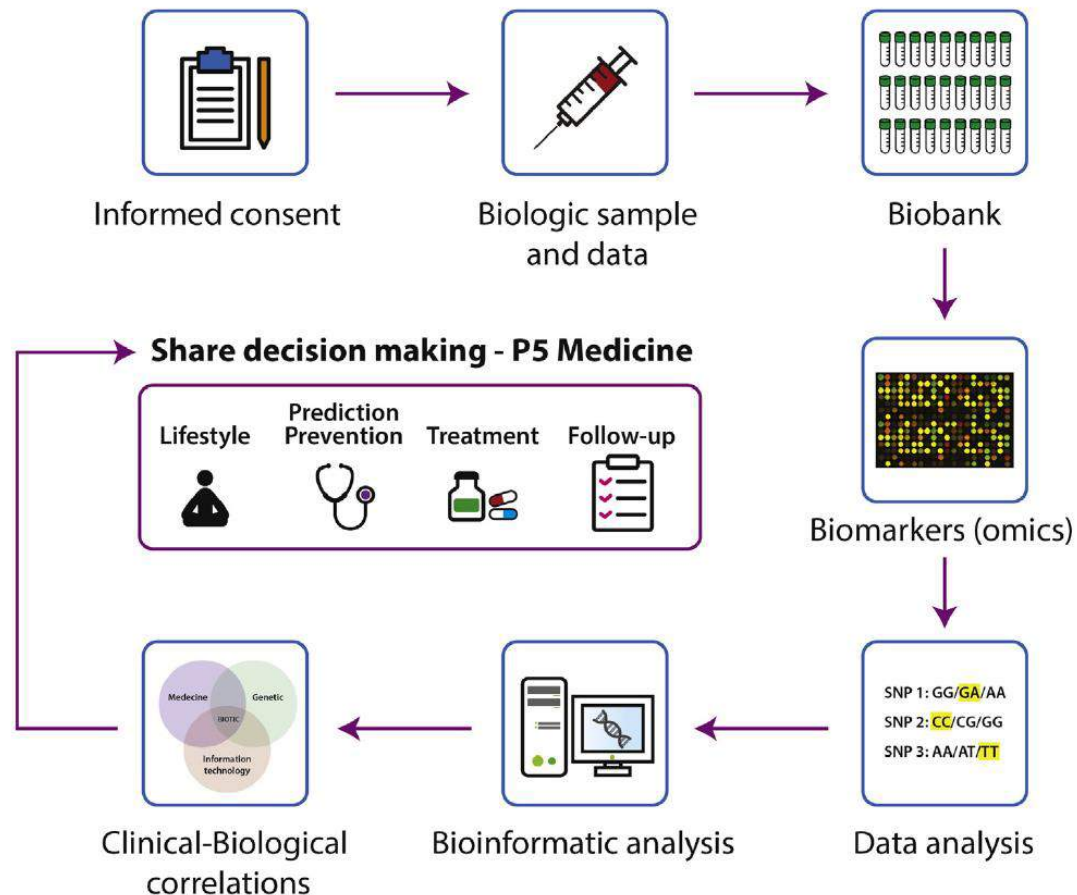 Informed consent
Biologic sample
and data
Biobank
Share decision making - P5 Medicine
Lifestyle
Prediction
Prevention
Treatment
Follow-up
Biomarkers (omics)
Medecine
Genetic
BIOTIC
Information
technology
SNP 1: GG/GA/AA
SNP 2: CC/CG/GG
SNP 3: AA/AT/TT
Clinical-Biological
correlations
Bioinformatic analysis
Data analysis